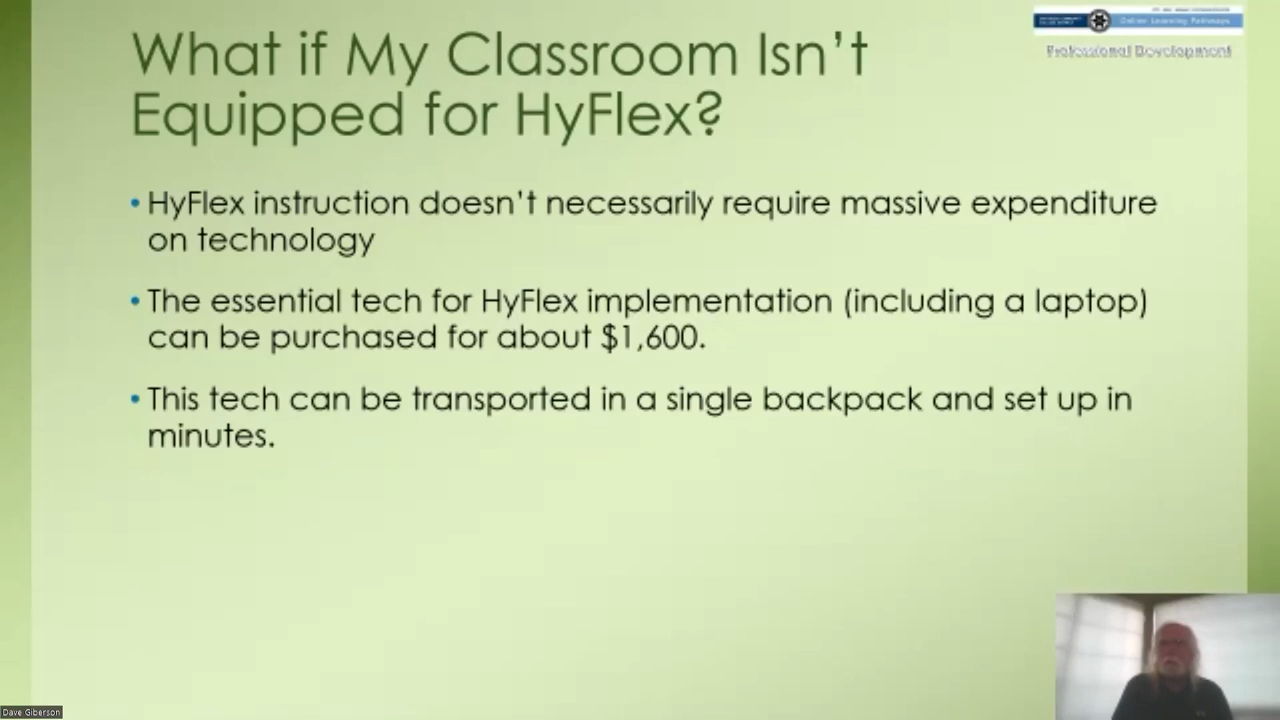 What if My Classroom Isn't
Equipped for HyFlex?
Online Learning Pathways
Professional Development
• HyFlex instruction doesn't necessarily require massive expenditure
on technology
• The essential tech for HyFlex implementation (including a laptop)
can be purchased for about $1,600.
• This tech can be transported in a single backpack and set up in
minutes.
Dave Giberson